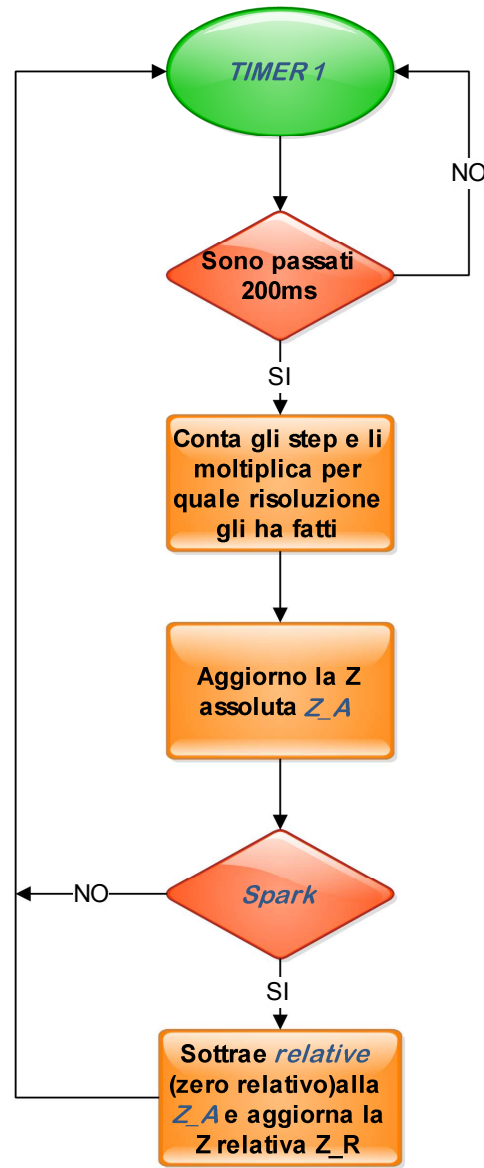 TIMER 1
NO
Sono passati
200ms
SI
Conta gli step e li
moltiplica per
quale risoluzione
gli ha fatti
Aggiorno la Z
assoluta Z_A
Spark
NO
SI
Sottrae relative
(zero relativo)alla
Z_A e aggiorna la
Z relativa Z_R